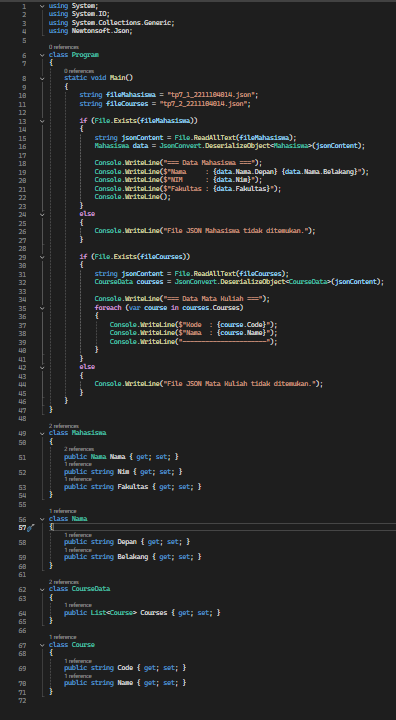 1 using System;
2 using System.IO;
3 using System.Collections.Generic;
4 using Newtonsoft.Json;
5
0 references
6 class Program
7 {
0 references
8 static void Main()
9 {
10 string fileMahasiswa = "tp7_1_2211104014.json";
11 string fileCourses = "tp7_2_2211104014.json";
12
13 if (File.Exists(fileMahasiswa))
14 {
15 string jsonContent = File.ReadAllText(fileMahasiswa);
16 Mahasiswa data = JsonConvert.DeserializeObject<Mahasiswa>(jsonContent);
17
18 Console.WriteLine("=== Data Mahasiswa ===");
19 Console.WriteLine($"Nama : {data.Nama.Depan} {data.Nama.Belakang}");
20 Console.WriteLine($"NIM : {data.Nim}");
21 Console.WriteLine($"Fakultas : {data.Fakultas}");
22 Console.WriteLine();
23 }
24 else
25 {
26 Console.WriteLine("File JSON Mahasiswa tidak ditemukan.");
27 }
28
29 if (File.Exists(fileCourses))
30 {
31 string jsonContent = File.ReadAllText(fileCourses);
32 CourseData courses = JsonConvert.DeserializeObject<CourseData>(jsonContent);
33
34 Console.WriteLine("=== Data Mata Kuliah ===");
35 foreach (var course in courses.Courses)
36 {
37 Console.WriteLine($"Kode : {course.Code}");
38 Console.WriteLine($"Nama : {course.Name}");
39 Console.WriteLine("----------------------------");
40 }
41 }
42 else
43 {
44 Console.WriteLine("File JSON Mata Kuliah tidak ditemukan.");
45 }
46 }
47 }
48
2 references
49 class Mahasiswa
50 {
2 references
51 public Nama Nama { get; set; }
1 reference
52 public string Nim { get; set; }
1 reference
53 public string Fakultas { get; set; }
54 }
55
1 reference
56 class Nama
57 {
1 reference
58 public string Depan { get; set; }
1 reference
59 public string Belakang { get; set; }
60 }
61
2 references
62 class CourseData
63 {
1 reference
64 public List<Course> Courses { get; set; }
65 }
66
1 reference
67 class Course
68 {
1 reference
69 public string Code { get; set; }
1 reference
70 public string Name { get; set; }
71 }
72